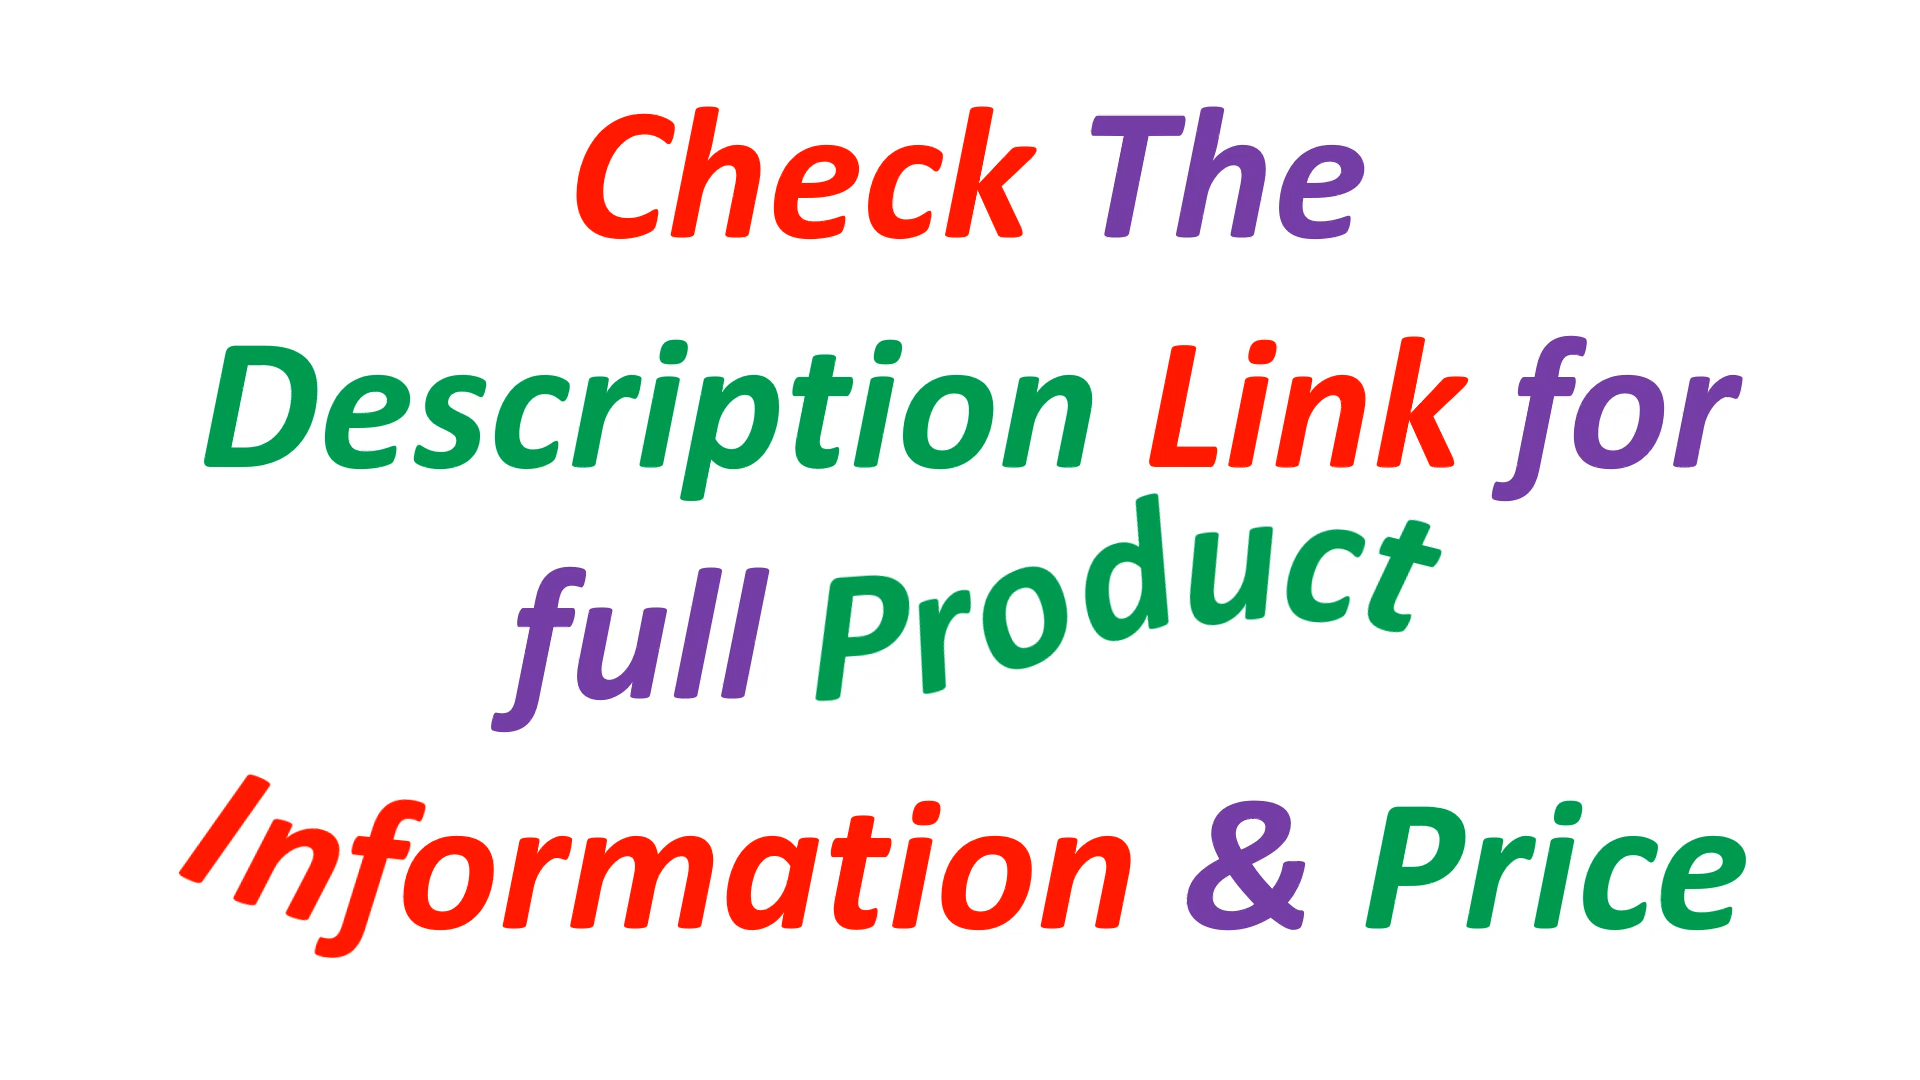 Check The
Description Link for
full Product
Information & Price